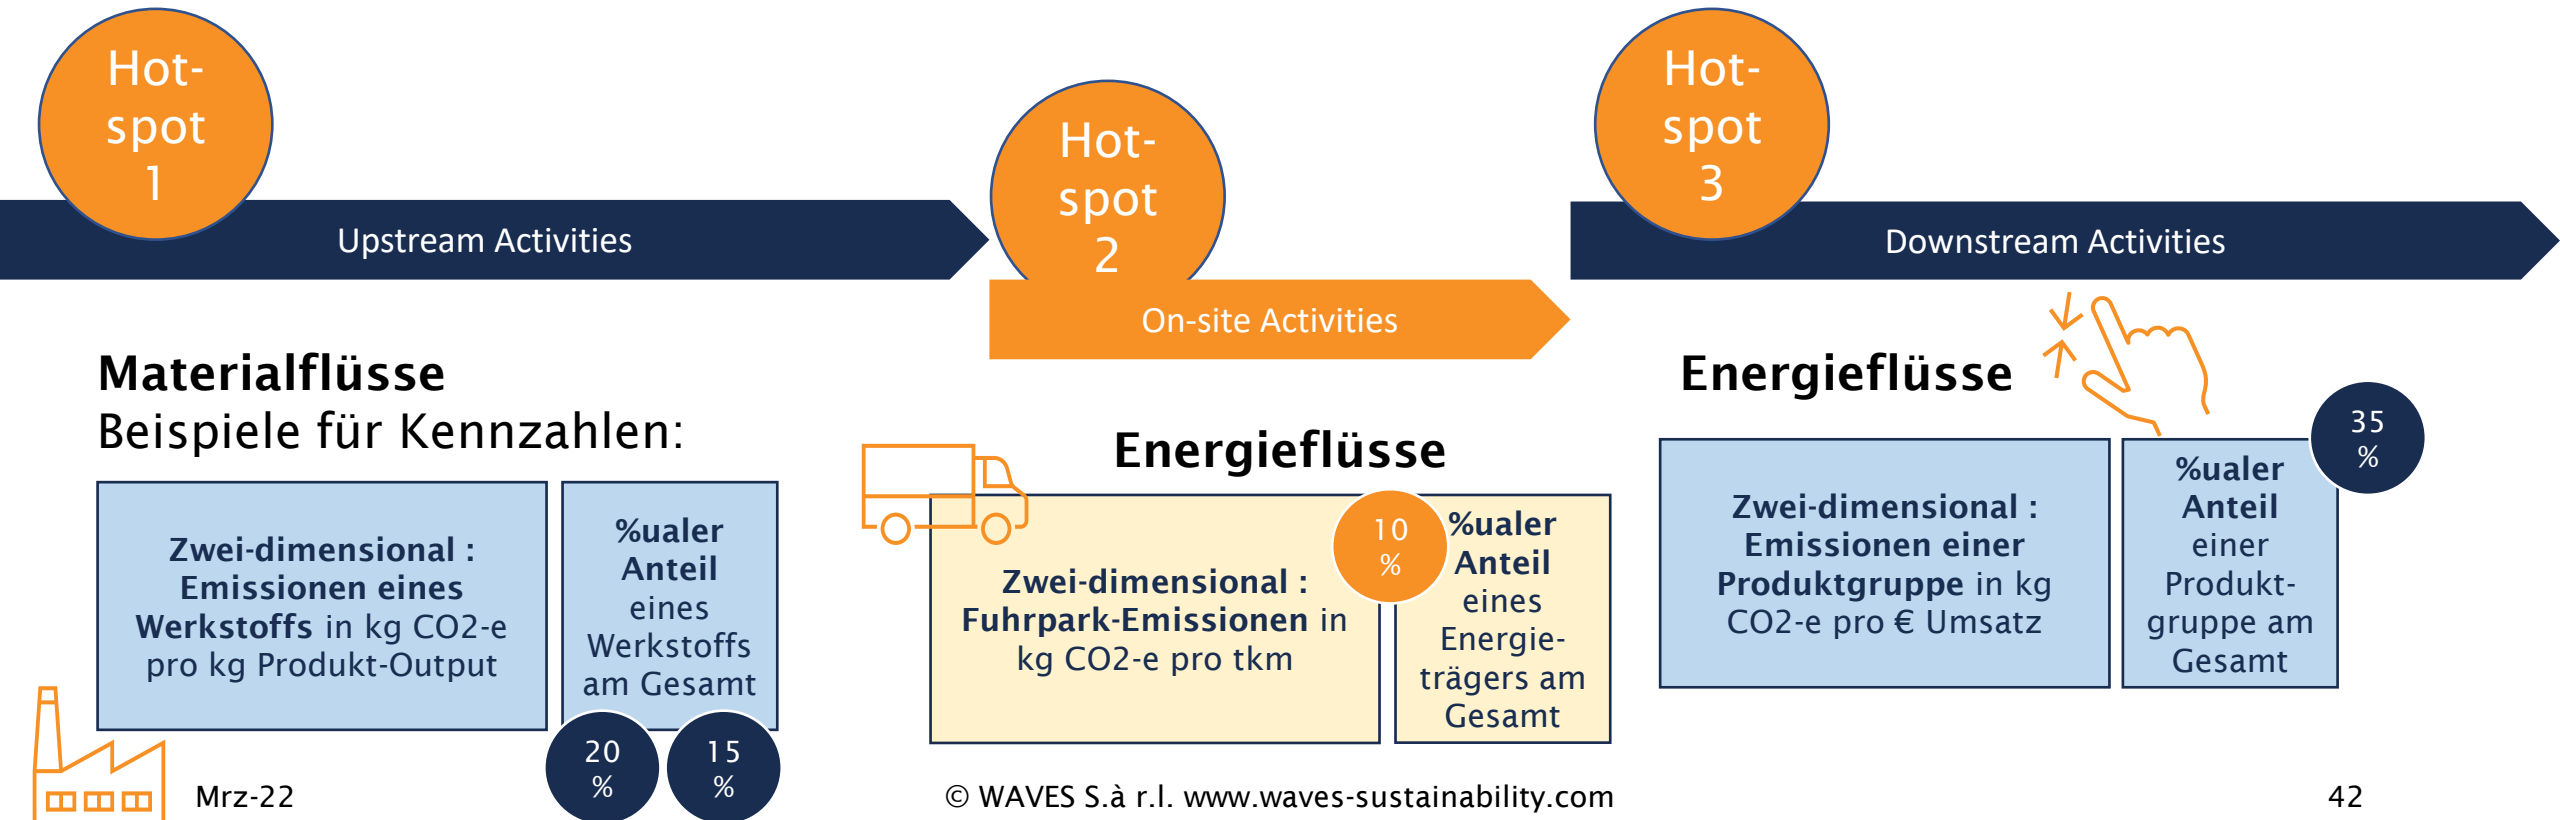 Hot-
spot
1
Upstream Activities
Hot-
spot
2
On-site Activities
Hot-
spot
3
Downstream Activities
Materialflüsse
Beispiele für Kennzahlen:
Zwei-dimensional :
Emissionen eines
Werkstoffs in kg CO2-e
pro kg Produkt-Output
%ualer
Anteil
eines
Werkstoffs
am Gesamt
20
%
15
%
Energieflüsse
Zwei-dimensional :
Fuhrpark-Emissionen in
kg CO2-e pro tkm
10
%
%ualer
Anteil
eines
Energie-
trägers am
Gesamt
Energieflüsse
Zwei-dimensional :
Emissionen einer
Produktgruppe in kg
CO2-e pro € Umsatz
%ualer
Anteil
einer
Produkt-
gruppe am
Gesamt
35
%
Mrz-22
© WAVES S.à r.l. www.waves-sustainability.com
42